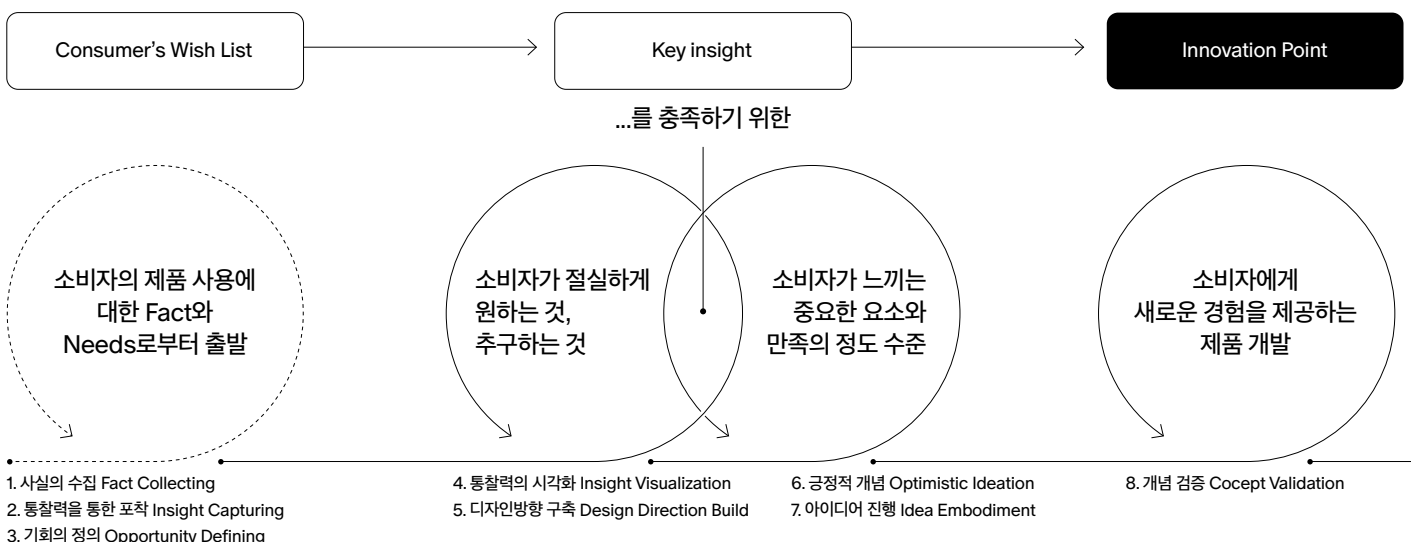 Consumer’s Wish List
Key insight
Innovation Point
...를 충족하기 위한
소비자의 제품 사용에
대한 Fact와
Needs로부터 출발
소비자가 절실하게
원하는 것,
추구하는 것
소비자가 느끼는
중요한 요소와
만족의 정도 수준
소비자에게
새로운 경험을 제공하는
제품 개발
1. 사실의 수집 Fact Collecting
2. 통찰력을 통한 포착 Insight Capturing
3. 기회의 정의 Opportunity Defining
4. 통찰력의 시각화 Insight Visualization
5. 디자인방향 구축 Design Direction Build
6. 긍정적 개념 Optimistic Ideation
7. 아이디어 진행 Idea Embodiment
8. 개념 검증 Cocept Validation